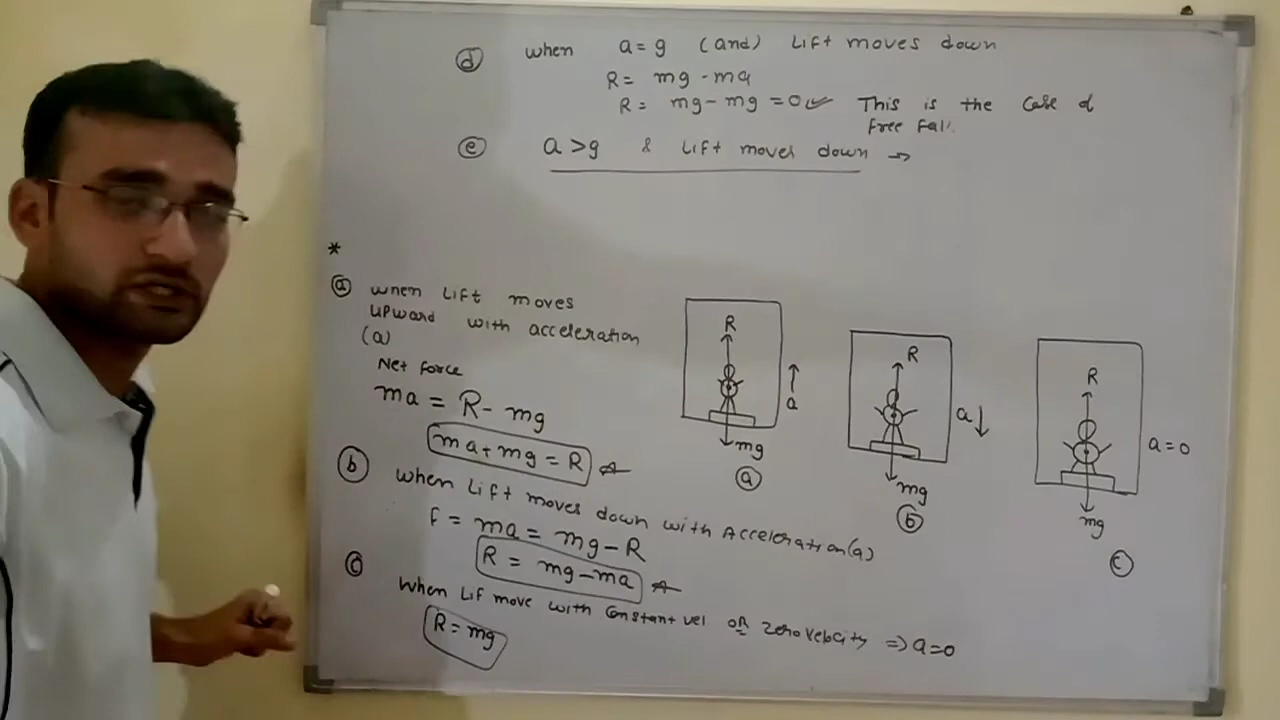 (d) when a = g (and) Lift moves down
R = mg - ma
R = mg - mg = 0 ✓ This is the case of
free fall.
(e) a > g & Lift moves down →
*
(a) when Lift moves
upward with acceleration
(a)
Net force
ma = R - mg
ma + mg = R
(b) when Lift moves down with Acceleration (a)
F = ma = mg - R
R = mg - ma
(c) when Lif move with constant vel OR zero velocity ⇒ a = 0
R = mg
R
a
mg
(a)
R
a ↓
mg
(b)
R
a = 0
mg
(c)